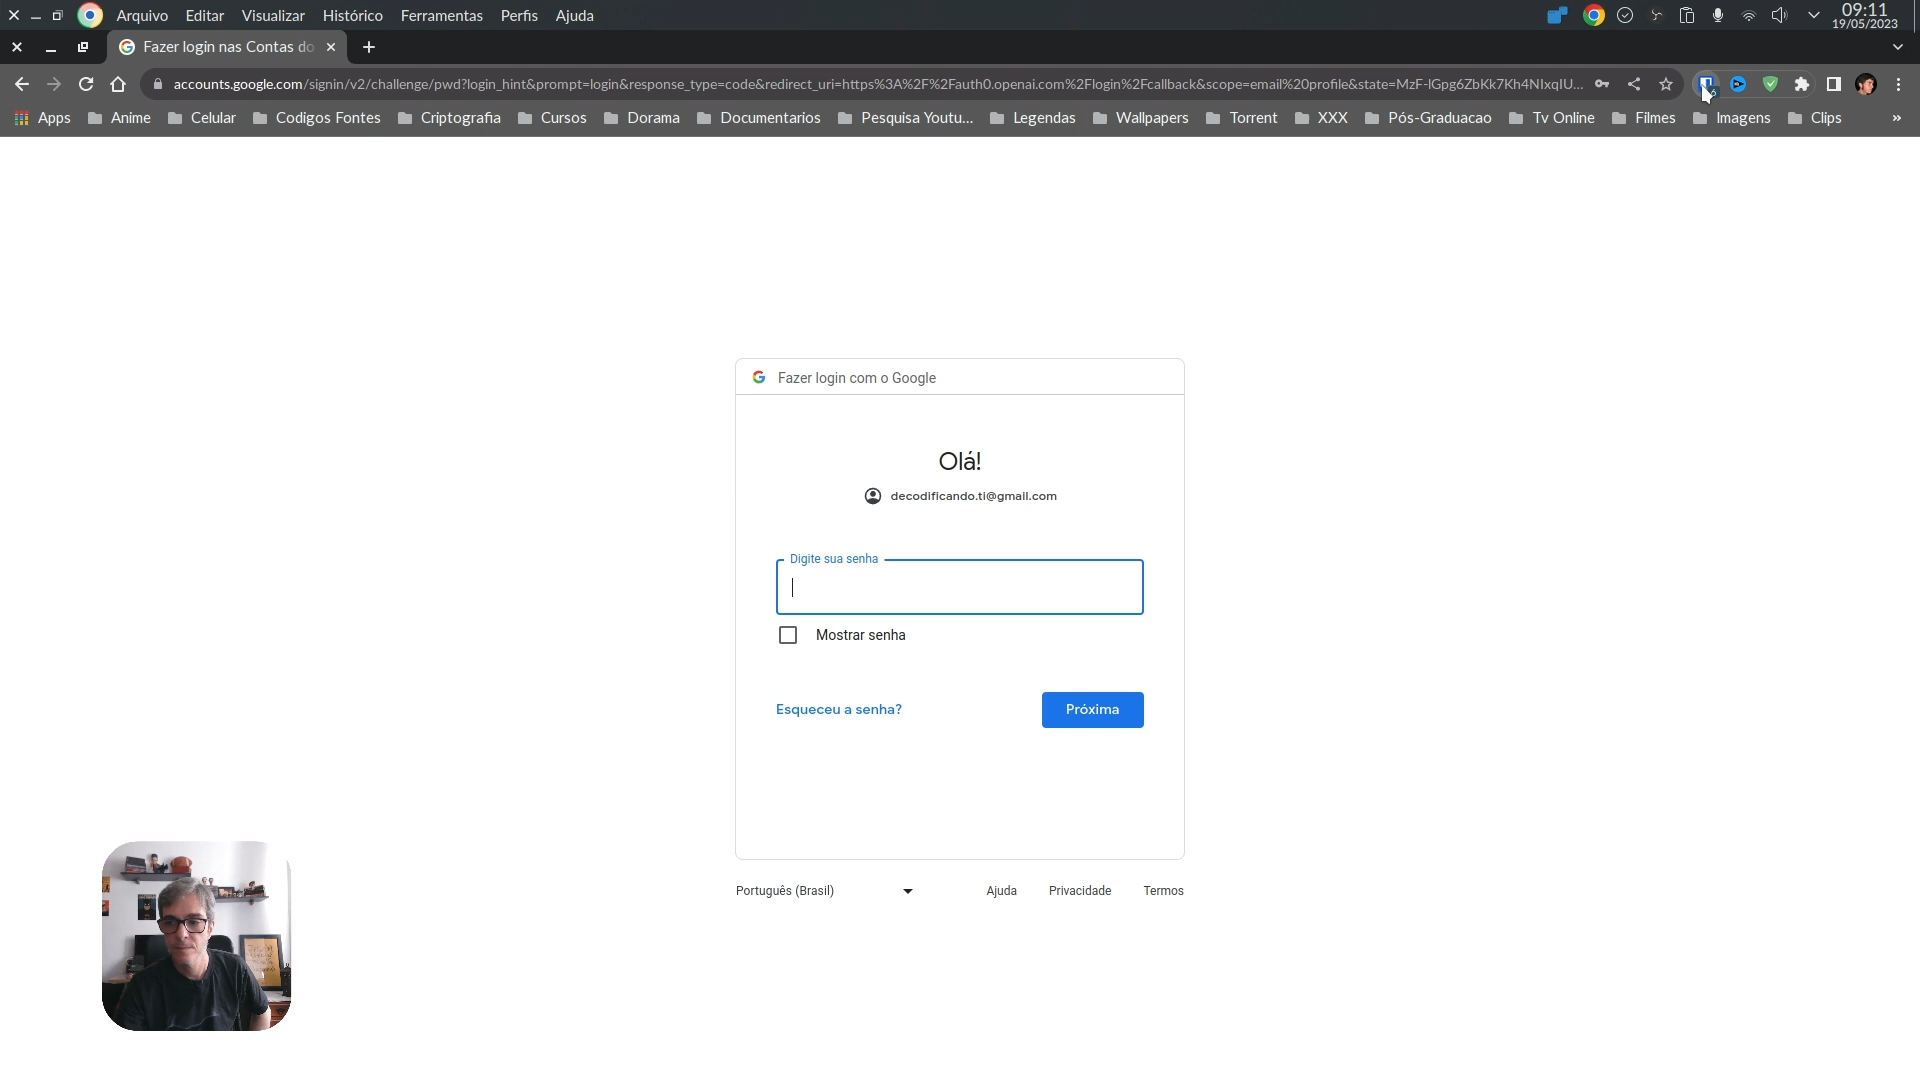 Arquivo Editar Visualizar Histórico Ferramentas Perfis Ajuda 09:11
19/05/2023
Fazer login nas Contas do
accounts.google.com/signin/v2/challenge/pwd?login_hint&prompt=login&response_type=code&redirect_uri=https%3A%2F%2Fauth0.openai.com%2Flogin%2Fcallback&scope=email%20profile&state=MzF-lGpg6ZbKk7Kh4NIxqIU...
Apps Anime Celular Codigos Fontes Criptografia Cursos Dorama Documentarios Pesquisa Youtu... Legendas Wallpapers Torrent XXX Pós-Graduacao Tv Online Filmes Imagens Clips »
Fazer login com o Google
Olá!
decodificando.ti@gmail.com
Digite sua senha
Mostrar senha
Esqueceu a senha? Próxima
Português (Brasil) Ajuda Privacidade Termos